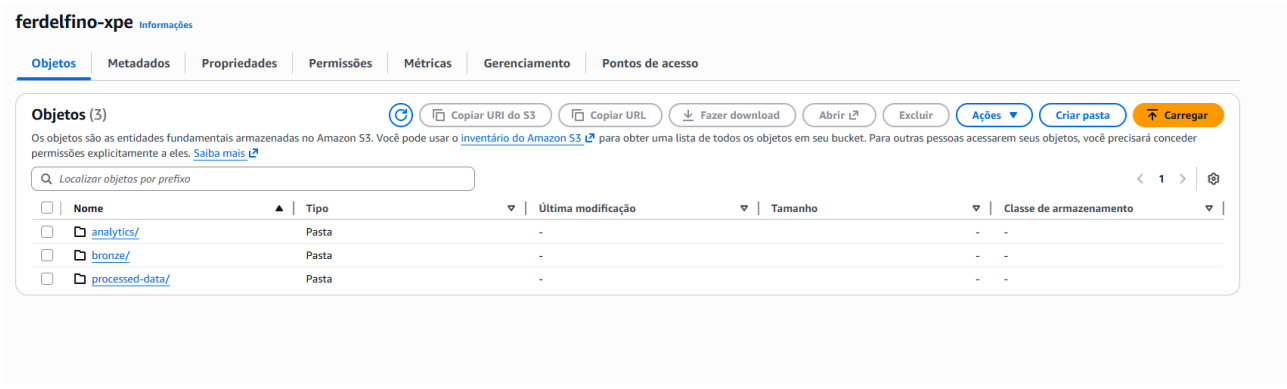 ferdelfino-xpe Informações
Objetos Metadados Propriedades Permissões Métricas Gerenciamento Pontos de acesso
Objetos (3)
Copiar URI do S3 Copiar URL Fazer download Abrir Excluir Ações Criar pasta Carregar
Os objetos são as entidades fundamentais armazenadas no Amazon S3. Você pode usar o inventário do Amazon S3 para obter uma lista de todos os objetos em seu bucket. Para outras pessoas acessarem seus objetos, você precisará conceder
permissões explicitamente a eles. Saiba mais
Localizar objetos por prefixo
1
Nome Tipo Última modificação Tamanho Classe de armazenamento
analytics/ Pasta - - -
bronze/ Pasta - - -
processed-data/ Pasta - - -